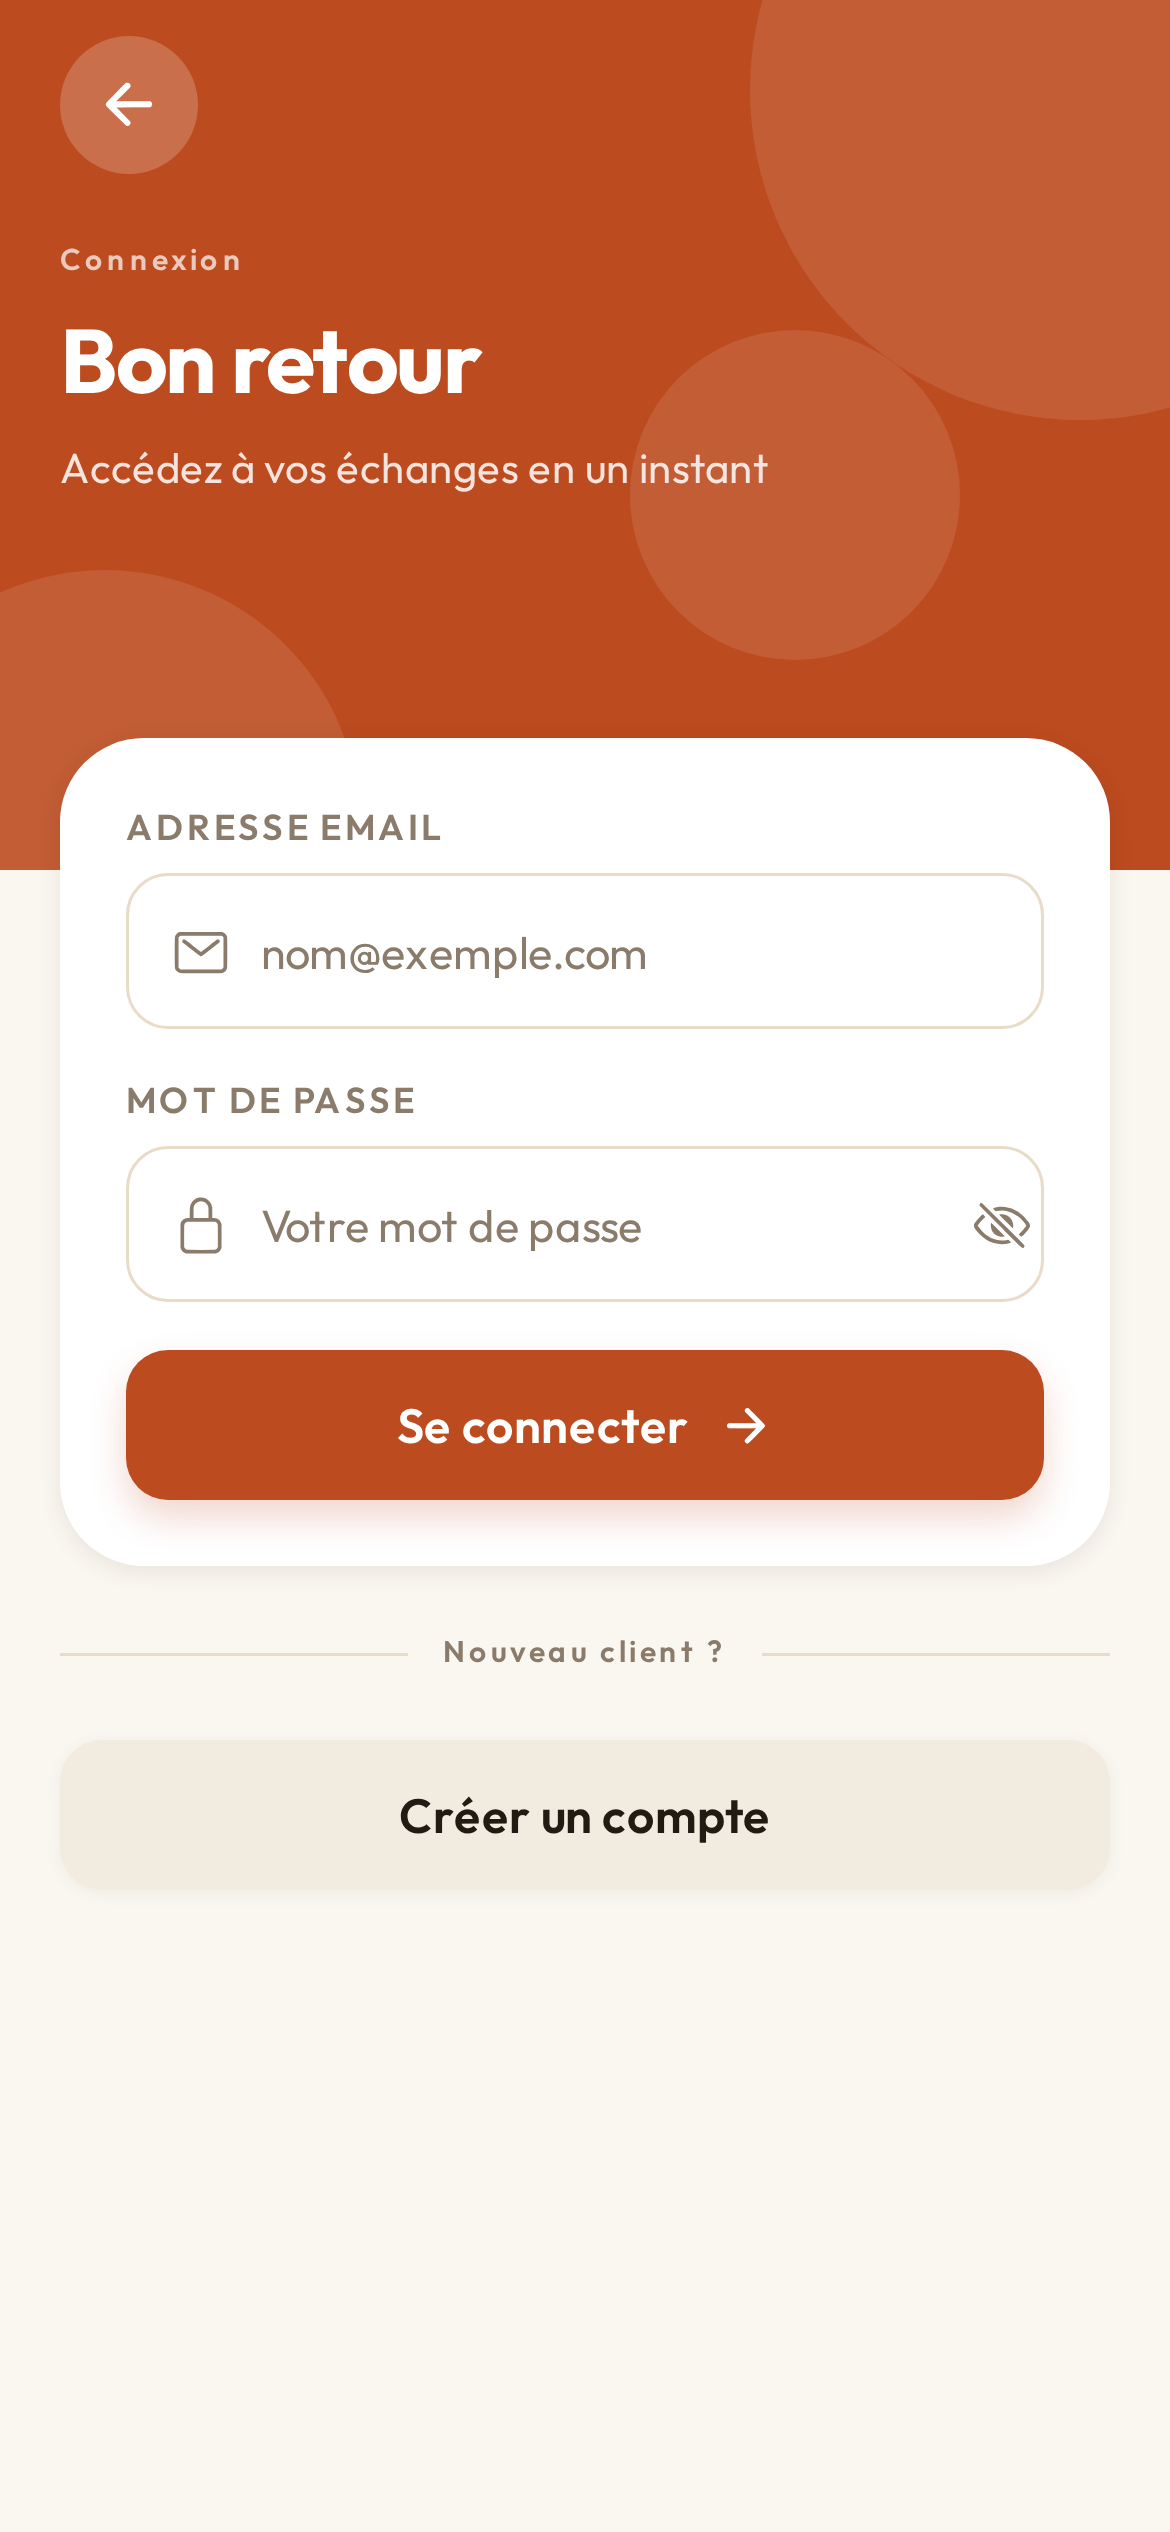 Connexion
Bon retour
Accédez à vos échanges en un instant
ADRESSE EMAIL
nom@exemple.com
MOT DE PASSE
Votre mot de passe
Se connecter
Nouveau client ?
Créer un compte